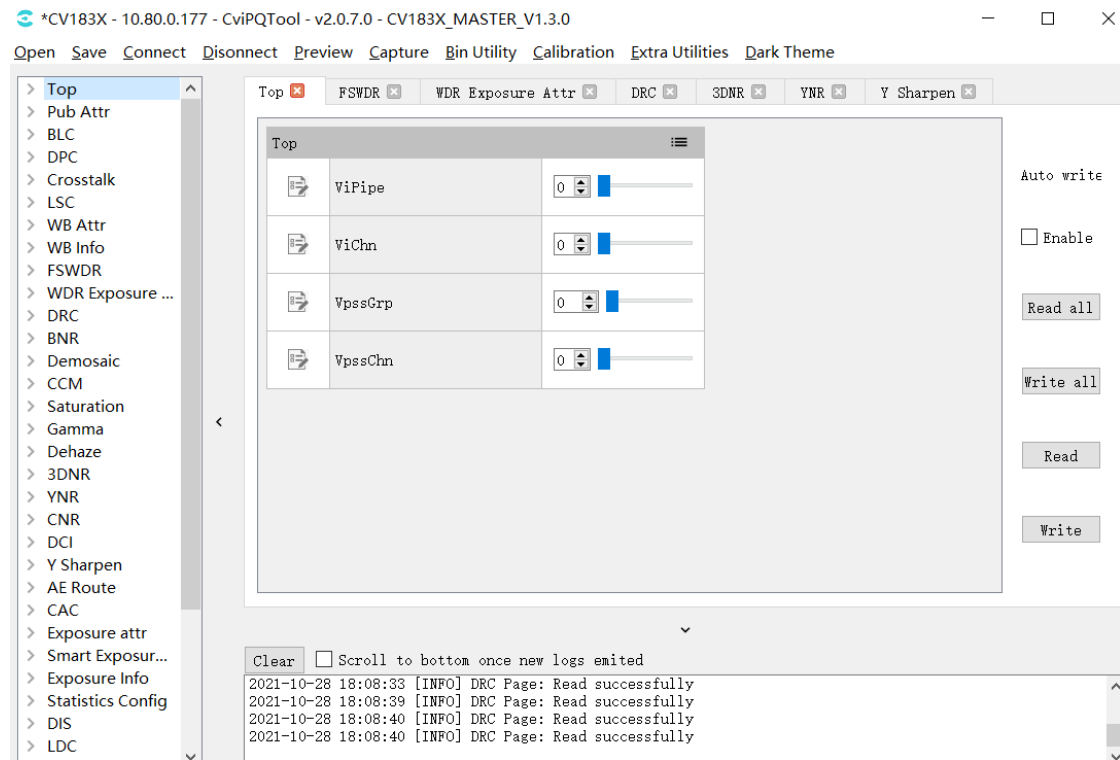 *CV183X - 10.80.0.177 - CviPQTool - v2.0.7.0 - CV183X_MASTER_V1.3.0
Open Save Connect Disonnect Preview Capture Bin Utility Calibration Extra Utilities Dark Theme
Top
Pub Attr
BLC
DPC
Crosstalk
LSC
WB Attr
WB Info
FSWDR
WDR Exposure ...
DRC
BNR
Demosaic
CCM
Saturation
Gamma
Dehaze
3DNR
YNR
CNR
DCI
Y Sharpen
AE Route
CAC
Exposure attr
Smart Exposur...
Exposure Info
Statistics Config
DIS
LDC
Top FSWDR WDR Exposure Attr DRC 3DNR YNR Y Sharpen
Top
ViPipe 0
ViChn 0
VpssGrp 0
VpssChn 0
Auto write
Enable
Read all
Write all
Read
Write
Clear Scroll to bottom once new logs emited
2021-10-28 18:08:33 [INFO] DRC Page: Read successfully
2021-10-28 18:08:39 [INFO] DRC Page: Read successfully
2021-10-28 18:08:40 [INFO] DRC Page: Read successfully
2021-10-28 18:08:40 [INFO] DRC Page: Read successfully